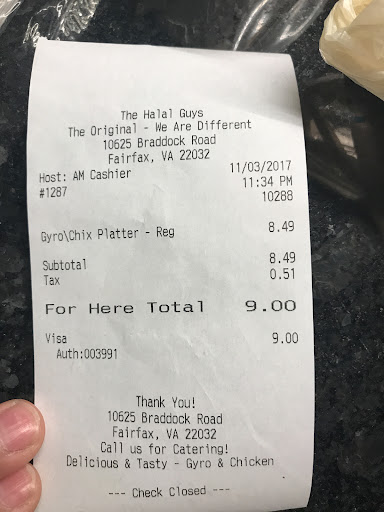 The Halal Guys
The Original - We Are Different
10625 Braddock Road
Fairfax, VA 22032
Host: AM Cashier 11/03/2017
#1287 11:34 PM
10288
Gyro\Chix Platter - Reg 8.49
Subtotal 8.49
Tax 0.51
For Here Total 9.00
Visa 9.00
Auth:003991
Thank You!
10625 Braddock Road
Fairfax, VA 22032
Call us for Catering!
Delicious & Tasty - Gyro & Chicken
--- Check Closed ---